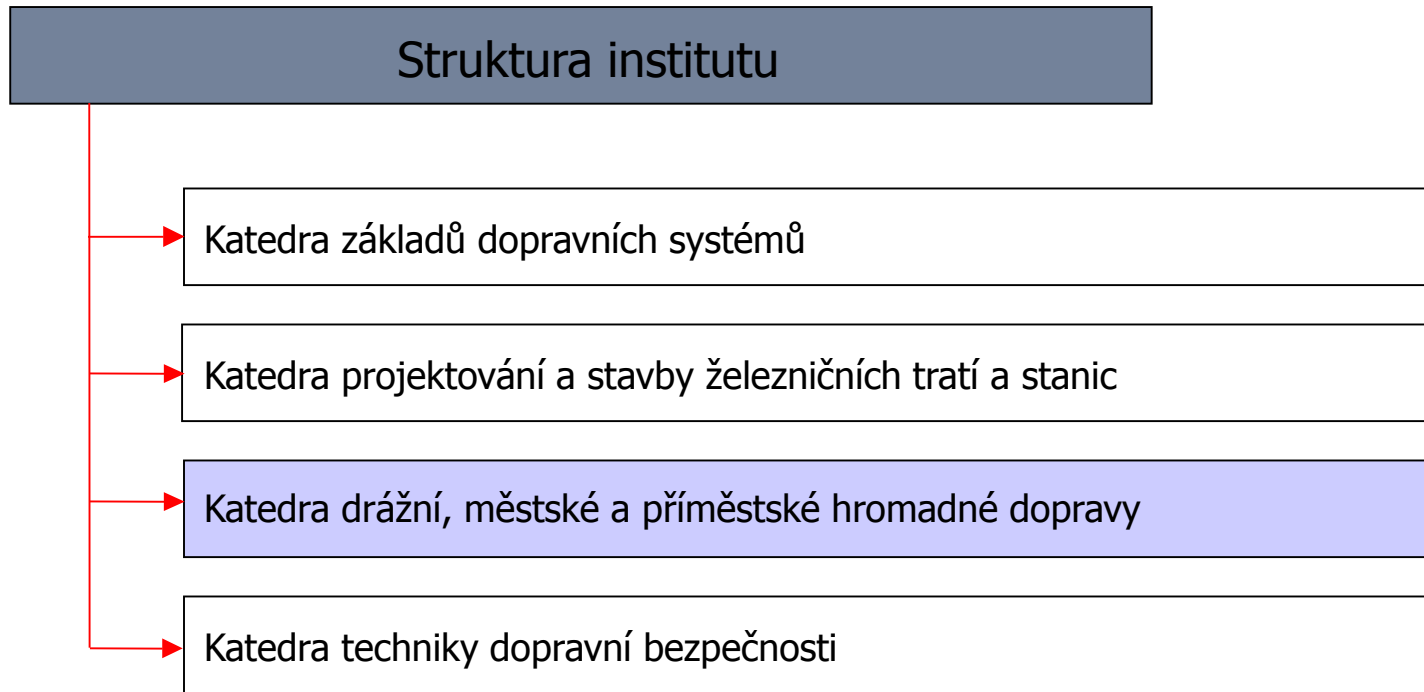 Struktura institutu
Katedra základů dopravních systémů
Katedra projektování a stavby železničních tratí a stanic
Katedra drážní, městské a příměstské hromadné dopravy
Katedra techniky dopravní bezpečnosti